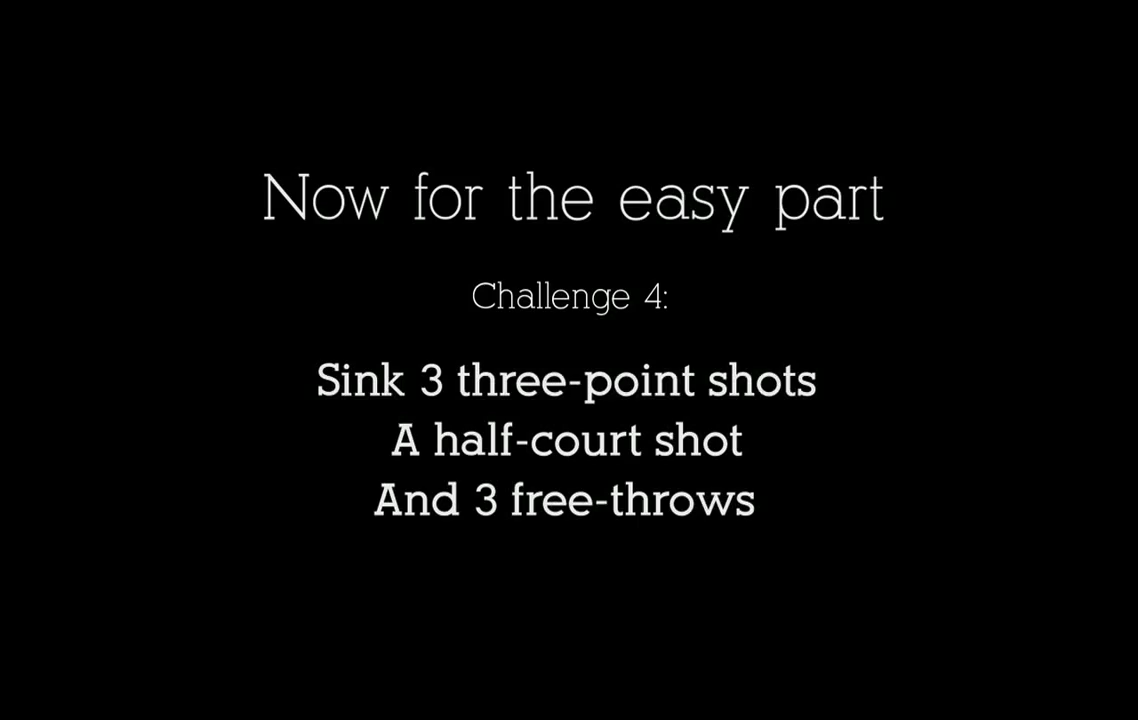 Now for the easy part
Challenge 4:
Sink 3 three-point shots
A half-court shot
And 3 free-throws